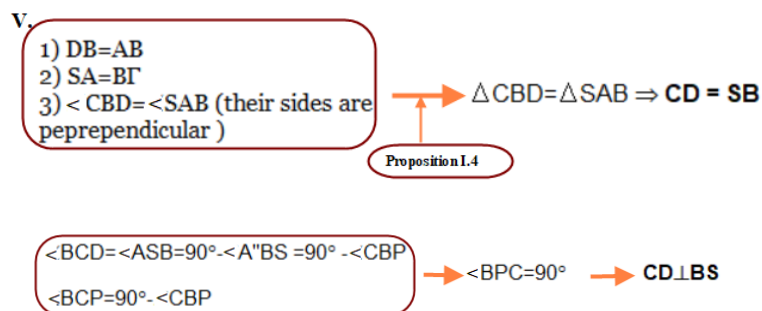 V.
1) DB=AB
2) SA=ΒΓ
3) < CBD=<SAB (their sides are
peprependicular )
△CBD=△SAB ⇒ CD = SB
Proposition I.4
<BCD=<ASB=90°-<A"BS =90° -<CBP
<BCP=90°-<CBP
<BPC=90°
CD⊥BS